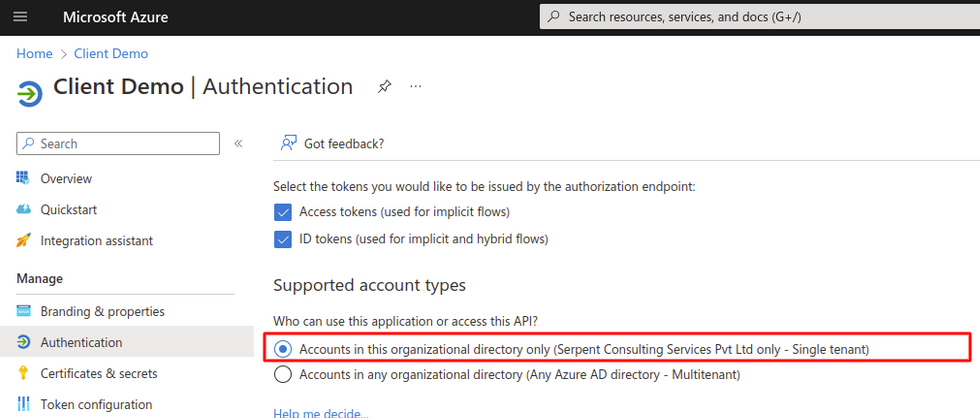 Microsoft Azure
Search resources, services, and docs (G+/)
Home > Client Demo
Client Demo | Authentication
Search
Overview
Quickstart
Integration assistant
Manage
Branding & properties
Authentication
Certificates & secrets
Token configuration
Got feedback?
Select the tokens you would like to be issued by the authorization endpoint:
Access tokens (used for implicit flows)
ID tokens (used for implicit and hybrid flows)
Supported account types
Who can use this application or access this API?
Accounts in this organizational directory only (Serpent Consulting Services Pvt Ltd only - Single tenant)
Accounts in any organizational directory (Any Azure AD directory - Multitenant)
Help me decide...